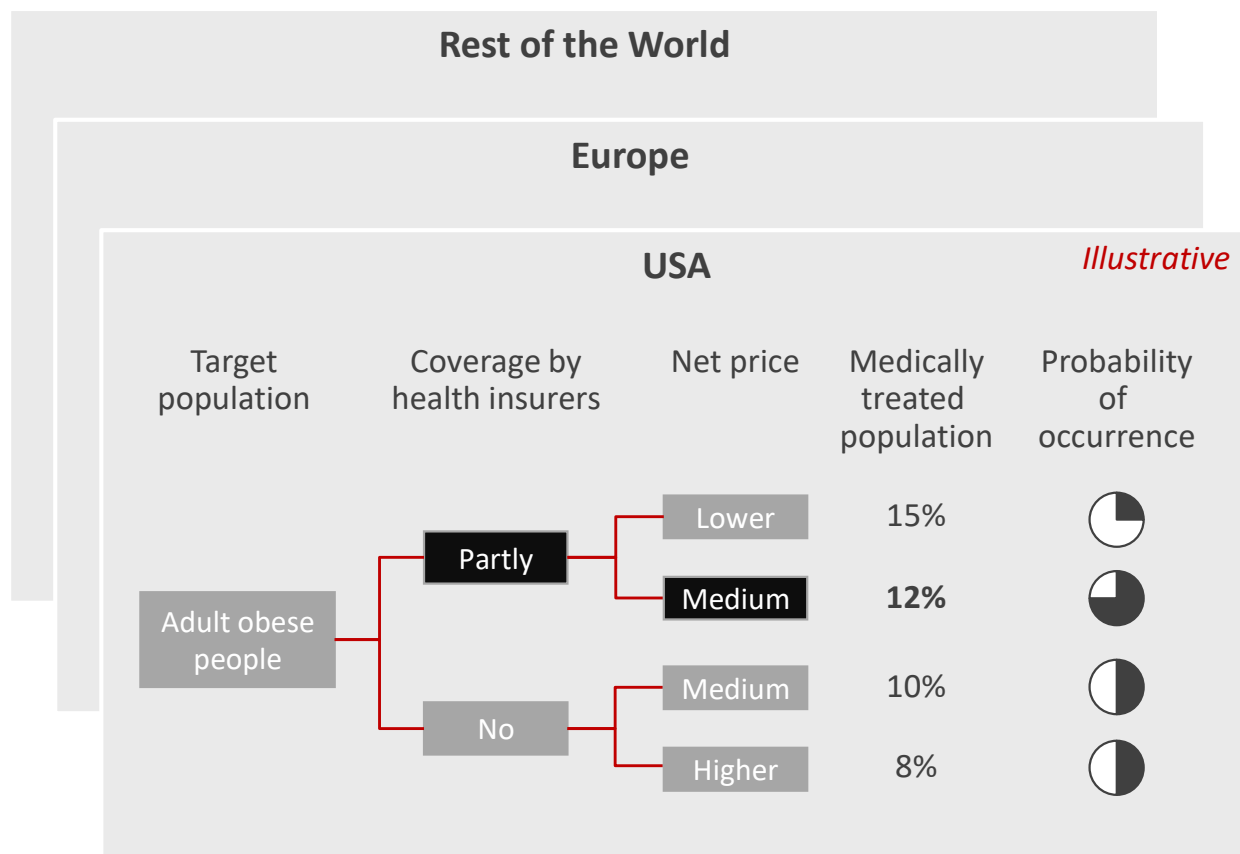 Rest of the World
Europe
USA
Illustrative
Target
population
Coverage by
health insurers
Net price
Medically
treated
population
Probability
of
occurrence
Adult obese
people
Partly
No
Lower
15%
Medium
12%
Medium
10%
Higher
8%